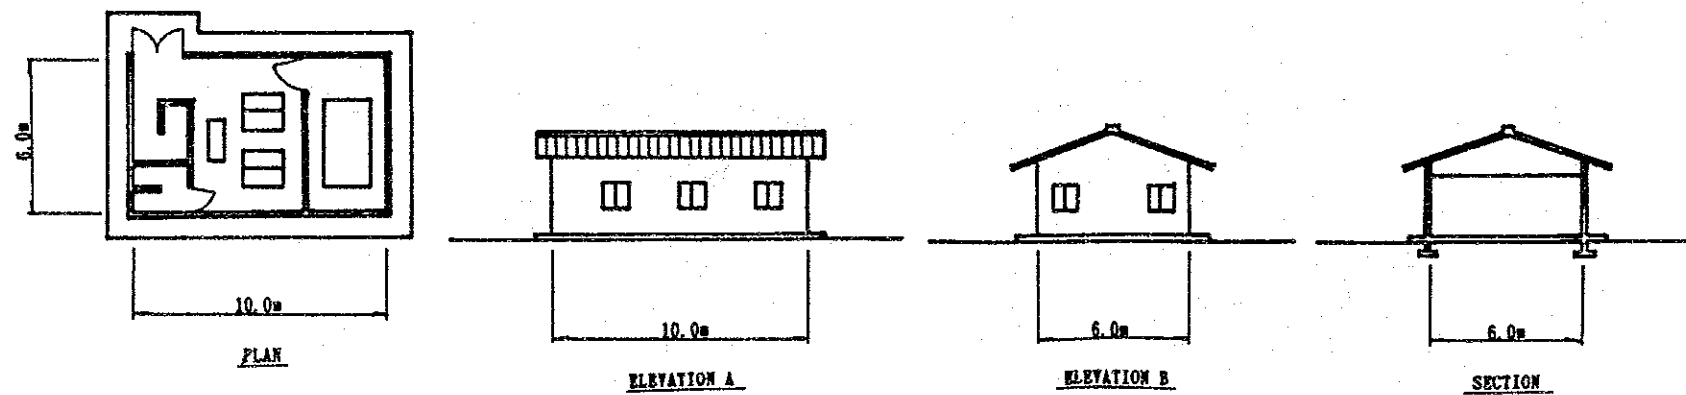 6.0m
10.0m
PLAN
10.0m
ELEVATION A
6.0m
ELEVATION B
6.0m
SECTION